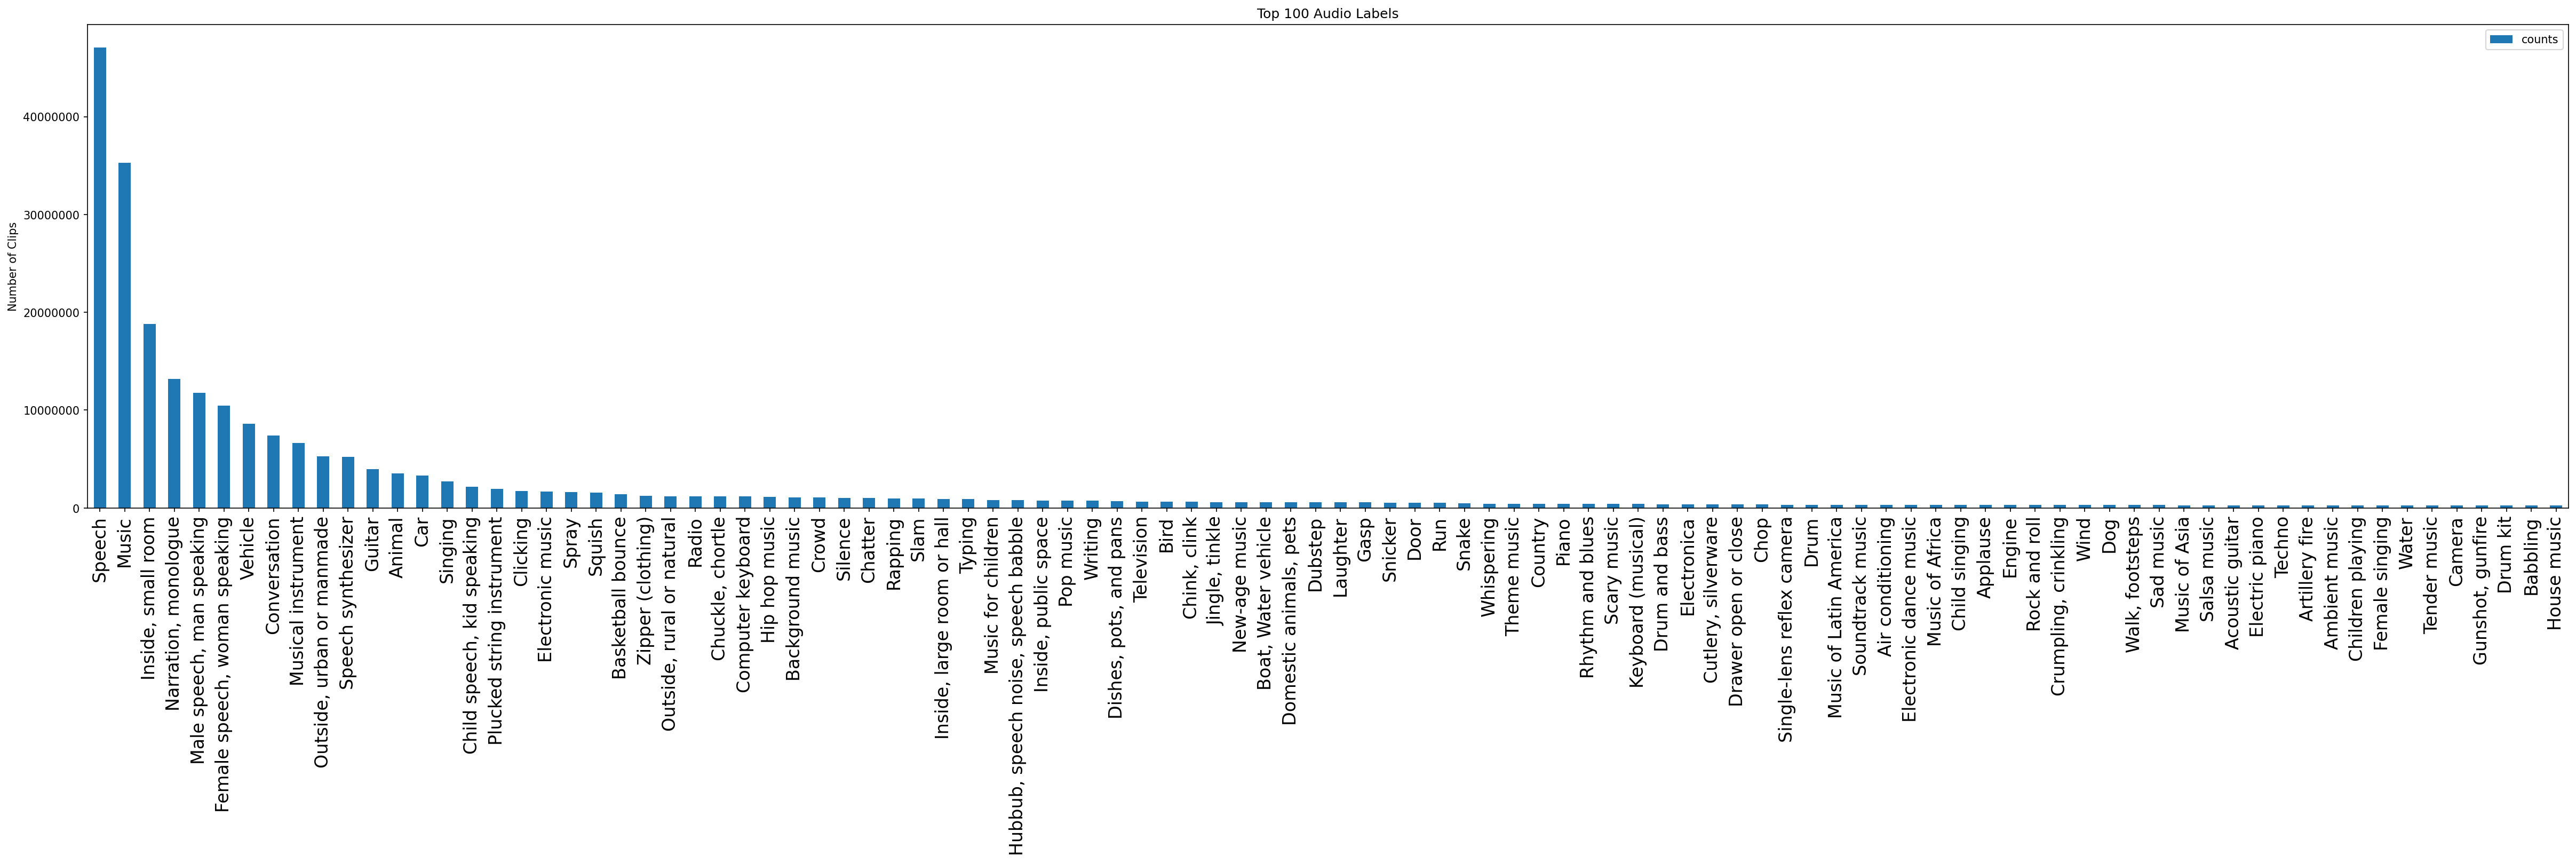 Top 100 Audio Labels
counts
Number of Clips
40000000
30000000
20000000
10000000
0
Speech
Music
Inside, small room
Narration, monologue
Male speech, man speaking
Female speech, woman speaking
Vehicle
Conversation
Musical instrument
Outside, urban or manmade
Speech synthesizer
Guitar
Animal
Car
Singing
Child speech, kid speaking
Plucked string instrument
Clicking
Electronic music
Spray
Squish
Basketball bounce
Zipper (clothing)
Outside, rural or natural
Radio
Chuckle, chortle
Computer keyboard
Hip hop music
Background music
Crowd
Silence
Chatter
Rapping
Slam
Inside, large room or hall
Typing
Music for children
Hubbub, speech noise, speech babble
Inside, public space
Pop music
Writing
Dishes, pots, and pans
Television
Bird
Chink, clink
Jingle, tinkle
New-age music
Boat, Water vehicle
Domestic animals, pets
Dubstep
Laughter
Gasp
Snicker
Door
Run
Snake
Whispering
Theme music
Country
Piano
Rhythm and blues
Scary music
Keyboard (musical)
Drum and bass
Electronica
Cutlery, silverware
Drawer open or close
Chop
Single-lens reflex camera
Drum
Music of Latin America
Soundtrack music
Air conditioning
Electronic dance music
Music of Africa
Child singing
Applause
Engine
Rock and roll
Crumpling, crinkling
Wind
Dog
Walk, footsteps
Sad music
Music of Asia
Salsa music
Acoustic guitar
Electric piano
Techno
Artillery fire
Ambient music
Children playing
Female singing
Water
Tender music
Camera
Gunshot, gunfire
Drum kit
Babbling
House music